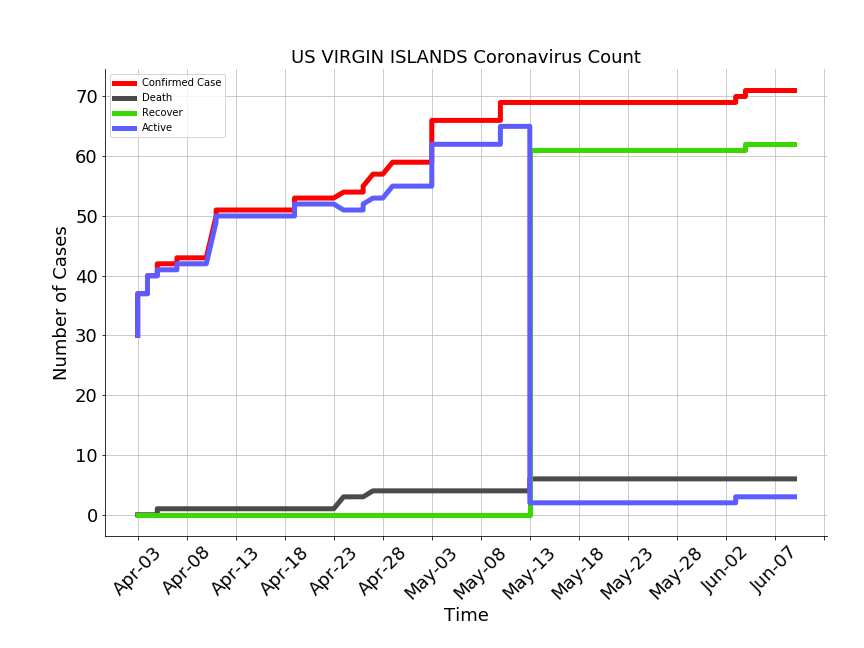 US VIRGIN ISLANDS Coronavirus Count
Confirmed Case
Death
Recover
Active
Number of Cases
70
60
50
40
30
20
10
0
Apr-03
Apr-08
Apr-13
Apr-18
Apr-23
Apr-28
May-03
May-08
May-13
May-18
May-23
May-28
Jun-02
Jun-07
Time